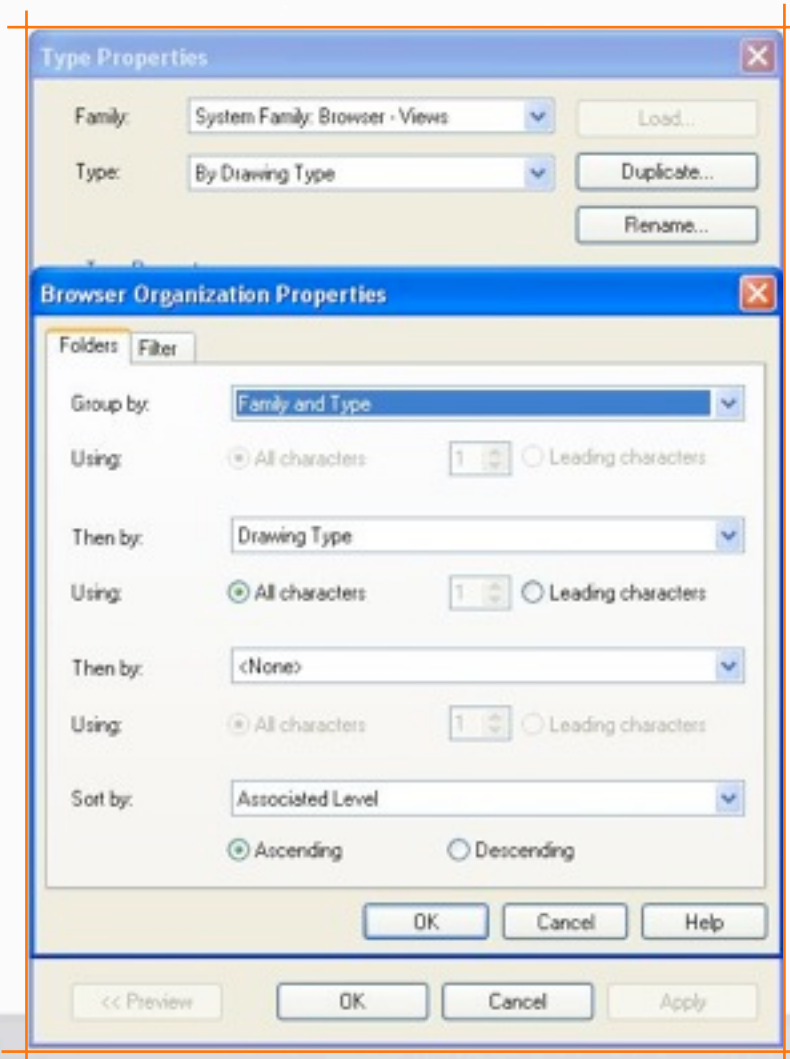 Type Properties
Family: System Family: Browser - Views Load...
Type: By Drawing Type Duplicate...
Rename...
Browser Organization Properties
Folders Filter
Group by: Family and Type
Using: All characters 1 Leading characters
Then by: Drawing Type
Using: All characters 1 Leading characters
Then by: <None>
Using: All characters 1 Leading characters
Sort by: Associated Level
Ascending Descending
OK Cancel Help
<< Preview OK Cancel Apply